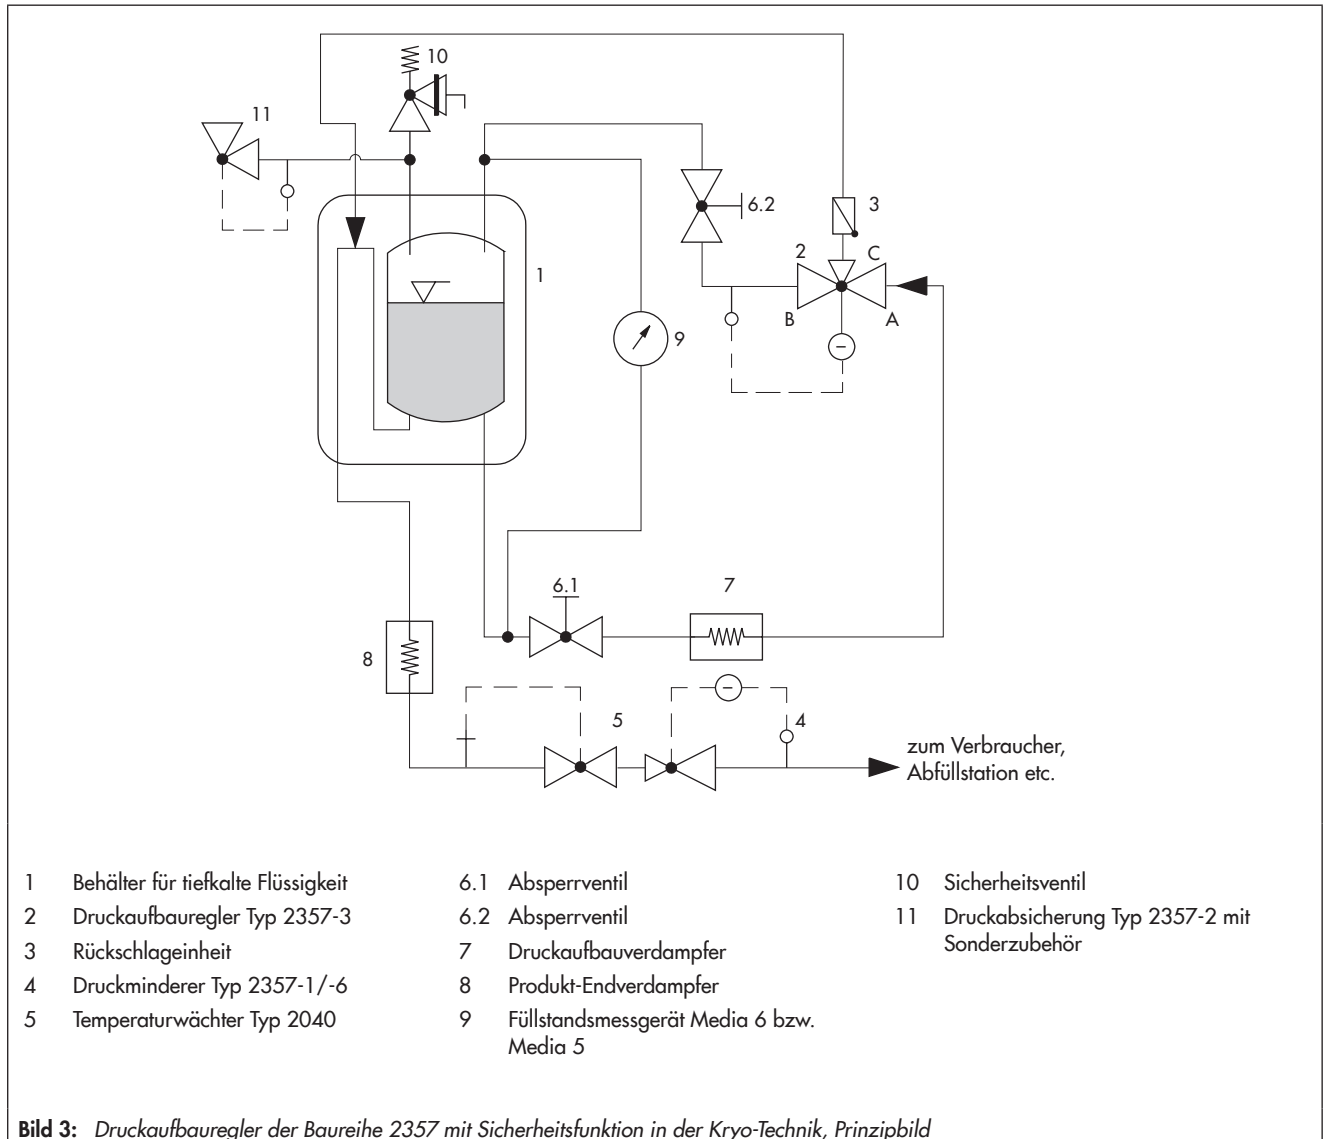 10
11
6.2
3
2
C
1
B
A
9
6.1
7
8
5
4
zum Verbraucher,
Abfüllstation etc.
1 Behälter für tiefkalte Flüssigkeit
2 Druckaufbauregler Typ 2357-3
3 Rückschlageinheit
4 Druckminderer Typ 2357-1/-6
5 Temperaturwächter Typ 2040
6.1 Absperrventil
6.2 Absperrventil
7 Druckaufbauverdampfer
8 Produkt-Endverdampfer
9 Füllstandsmessgerät Media 6 bzw.
Media 5
10 Sicherheitsventil
11 Druckabsicherung Typ 2357-2 mit
Sonderzubehör
Bild 3: Druckaufbauregler der Baureihe 2357 mit Sicherheitsfunktion in der Kryo-Technik, Prinzipbild